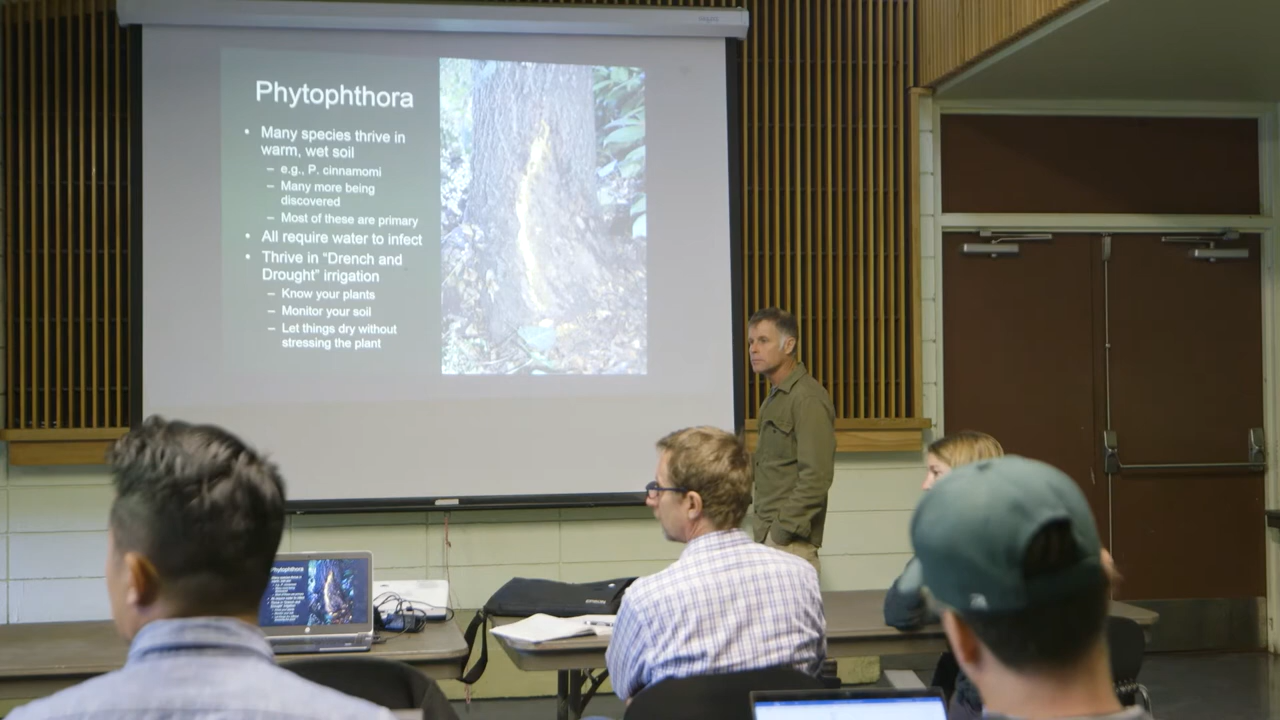 Phytophthora
• Many species thrive in
warm, wet soil
– e.g., P. cinnamomi
– Many more being
discovered
– Most of these are primary
• All require water to infect
• Thrive in "Drench and
Drought" irrigation
– Know your plants
– Monitor your soil
– Let things dry without
stressing the plant
Phytophthora
EPSON